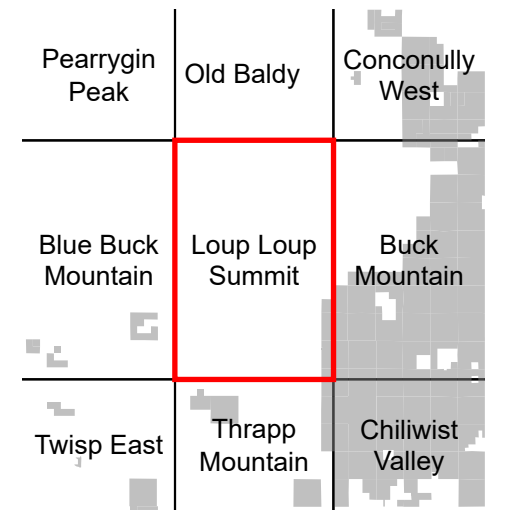 Pearrygin
Peak
Old Baldy
Conconully
West
Blue Buck
Mountain
Loup Loup
Summit
Buck
Mountain
Twisp East
Thrapp
Mountain
Chiliwist
Valley